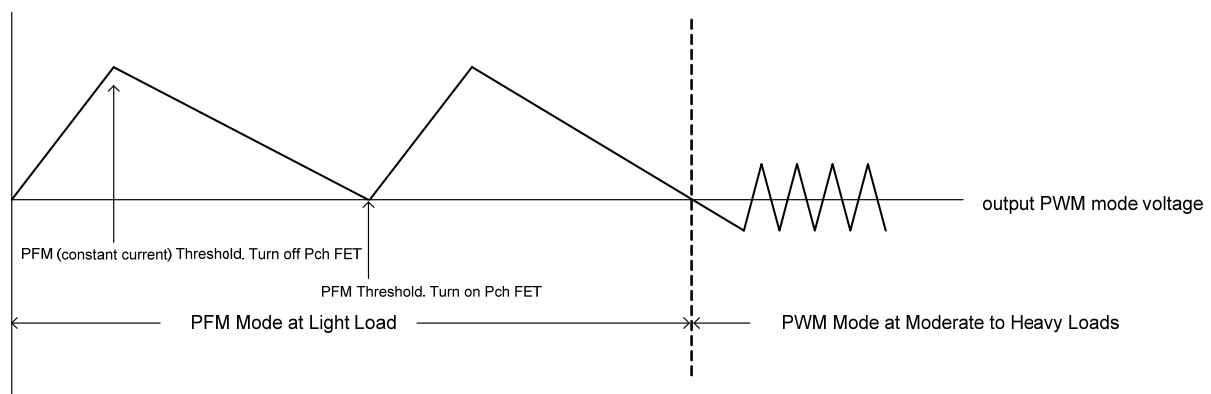 output PWM mode voltage
PFM (constant current) Threshold. Turn off Pch FET
PFM Threshold. Turn on Pch FET
PFM Mode at Light Load
PWM Mode at Moderate to Heavy Loads